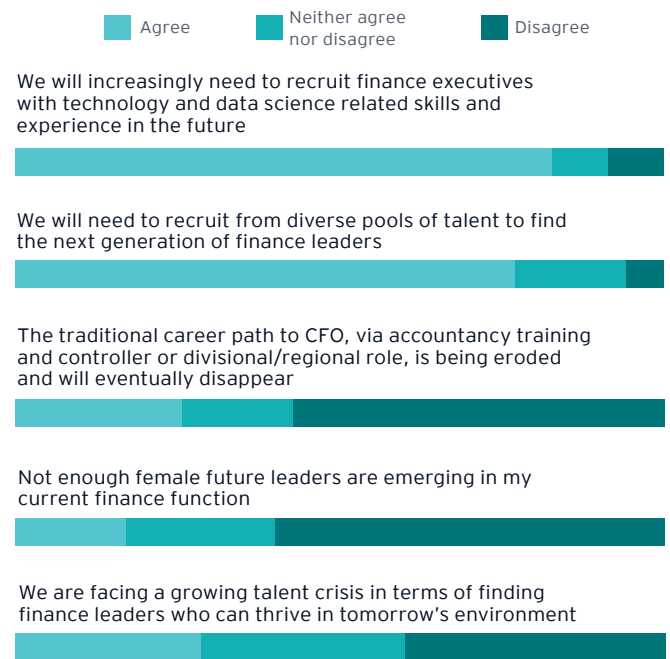 Agree
Neither agree
nor disagree
Disagree
We will increasingly need to recruit finance executives
with technology and data science related skills and
experience in the future
We will need to recruit from diverse pools of talent to find
the next generation of finance leaders
The traditional career path to CFO, via accountancy training
and controller or divisional/regional role, is being eroded
and will eventually disappear
Not enough female future leaders are emerging in my
current finance function
We are facing a growing talent crisis in terms of finding
finance leaders who can thrive in tomorrow's environment